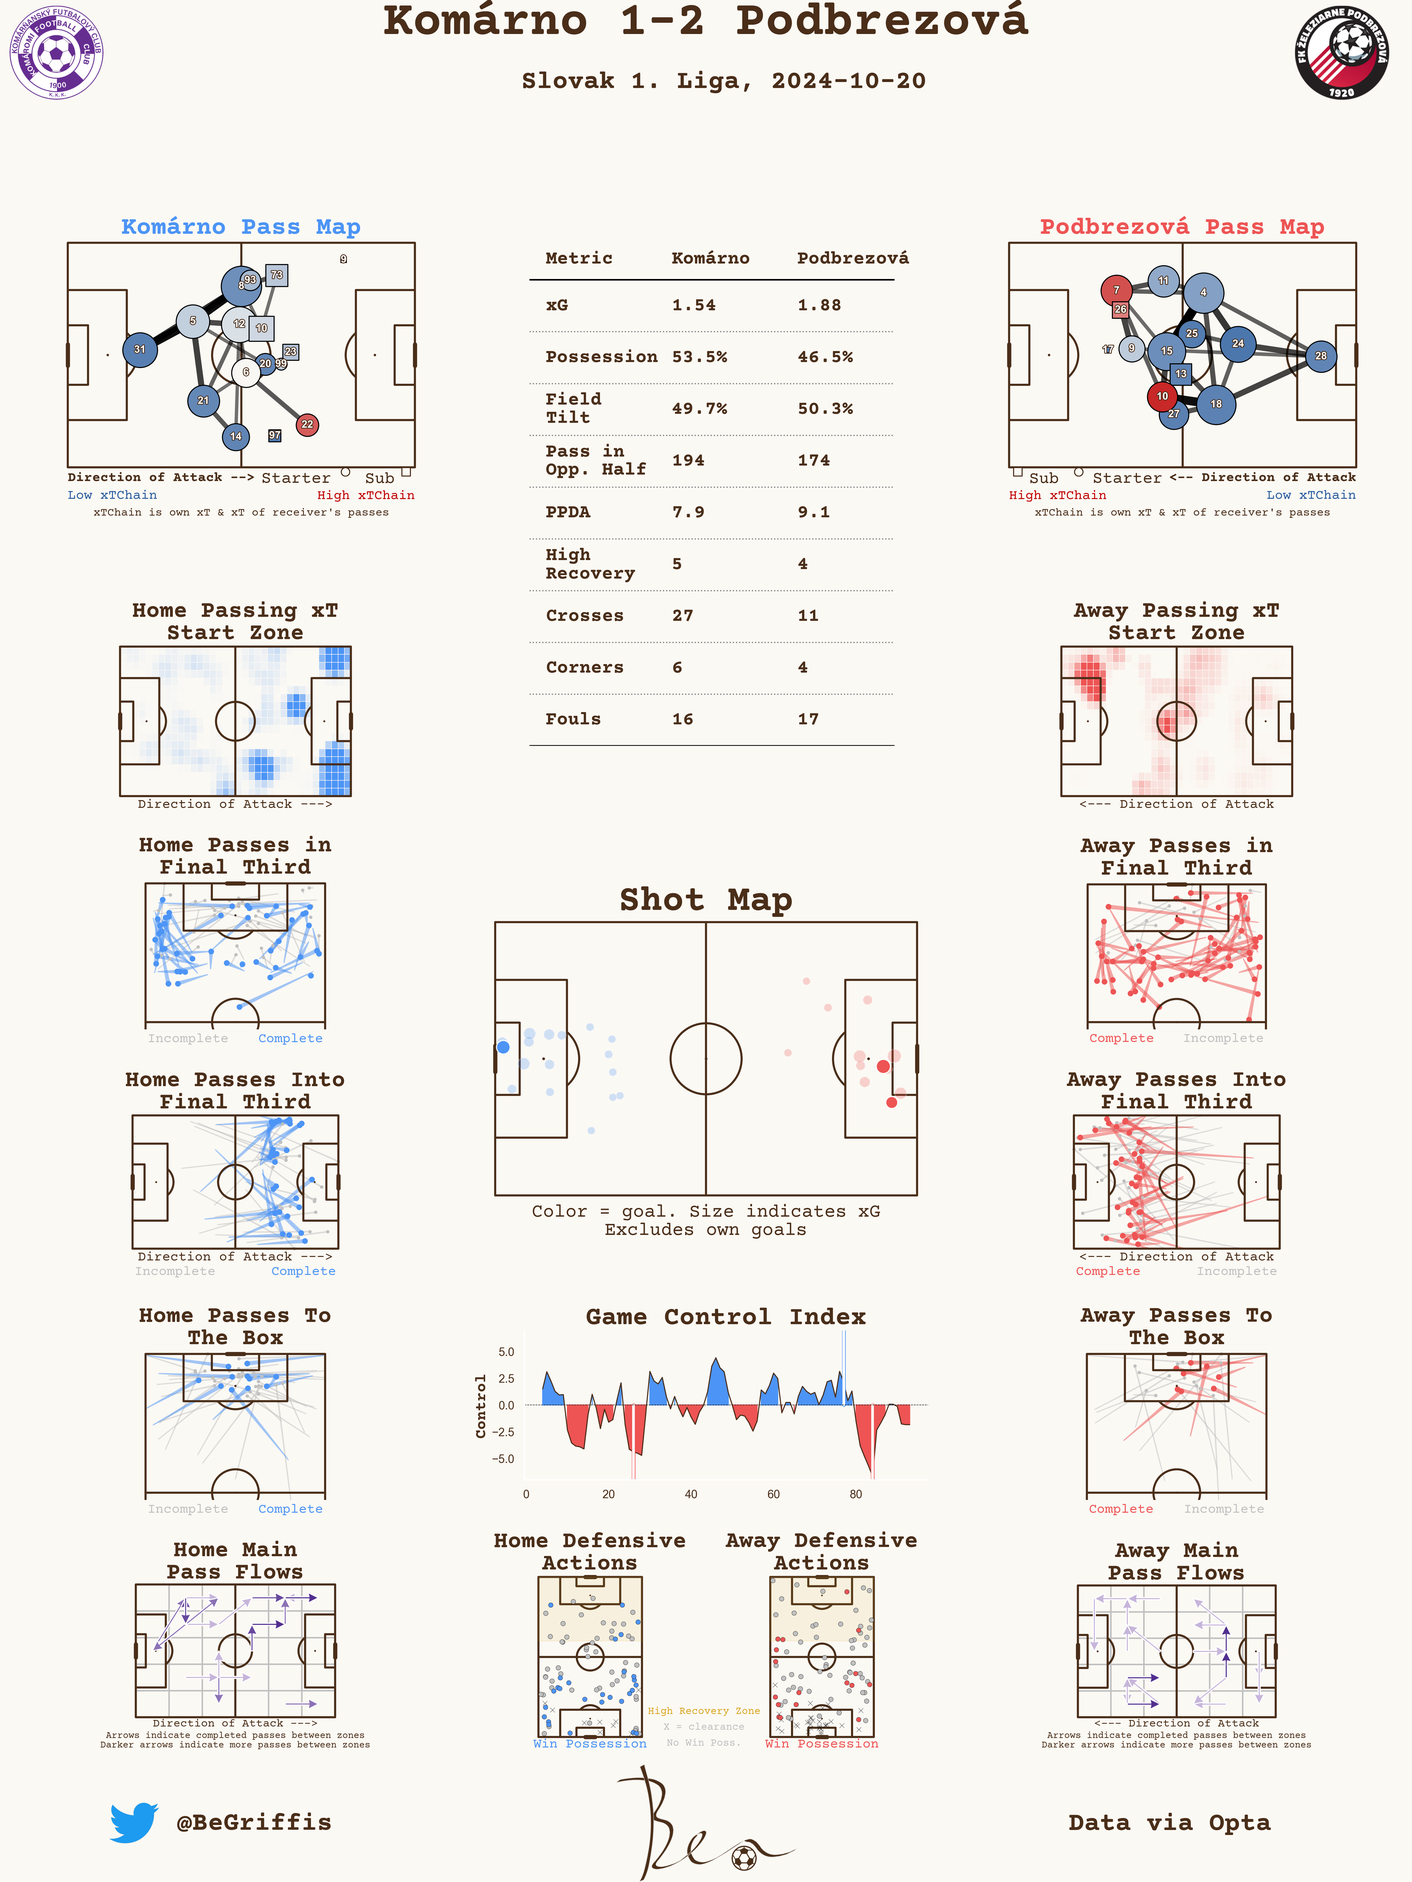 Komárno 1-2 Podbrezová
Slovak 1. Liga, 2024-10-20
KOMÁRŇANSKÝ FUTBALOVÝ CLUB
KOMÁROMI FOOTBALL CLUB
1900
K.K.K.
FK ŽELEZIARNE PODBREZOVÁ
1920
Komárno Pass Map
9
93
8
73
5
12
10
31
23
20
99
6
21
22
14
97
Direction of Attack --> Starter Sub
Low xTChain High xTChain
xTChain is own xT & xT of receiver's passes
Metric Komárno Podbrezová
xG 1.54 1.88
Possession 53.5% 46.5%
Field
Tilt 49.7% 50.3%
Pass in
Opp. Half 194 174
PPDA 7.9 9.1
High
Recovery 5 4
Crosses 27 11
Corners 6 4
Fouls 16 17
Podbrezová Pass Map
11
7
4
26
25
17
9
15
24
28
13
10
18
27
Sub Starter <-- Direction of Attack
High xTChain Low xTChain
xTChain is own xT & xT of receiver's passes
Home Passing xT
Start Zone
Direction of Attack --->
Away Passing xT
Start Zone
<--- Direction of Attack
Home Passes in
Final Third
Incomplete Complete
Shot Map
Color = goal. Size indicates xG
Excludes own goals
Away Passes in
Final Third
Complete Incomplete
Home Passes Into
Final Third
Direction of Attack --->
Incomplete Complete
Away Passes Into
Final Third
<--- Direction of Attack
Complete Incomplete
Home Passes To
The Box
Incomplete Complete
Game Control Index
Control
5.0
2.5
0.0
−2.5
−5.0
0 20 40 60 80
Away Passes To
The Box
Complete Incomplete
Home Main
Pass Flows
Direction of Attack --->
Arrows indicate completed passes between zones
Darker arrows indicate more passes between zones
Home Defensive
Actions
Win Possession
Away Defensive
Actions
Win Possession
High Recovery Zone
X = clearance
No Win Poss.
Away Main
Pass Flows
<--- Direction of Attack
Arrows indicate completed passes between zones
Darker arrows indicate more passes between zones
@BeGriffis
Ben
Data via Opta